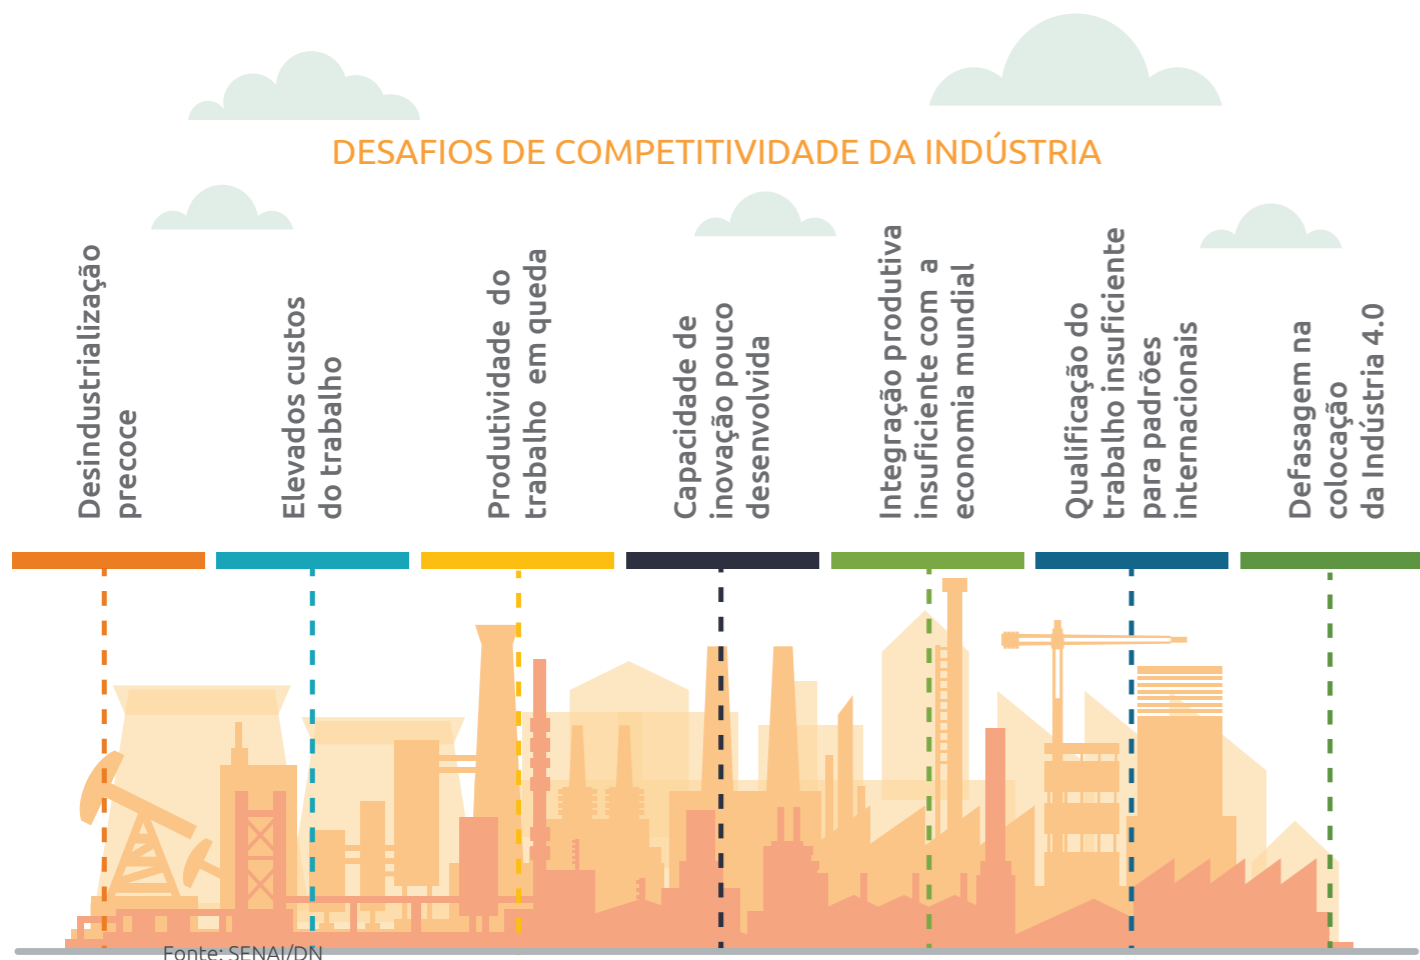 DESAFIOS DE COMPETITIVIDADE DA INDÚSTRIA
Desindustrialização
precoce
Elevados custos
do trabalho
Produtividade do
trabalho em queda
Capacidade de
inovação pouco
desenvolvida
Integração produtiva
insuficiente com a
economia mundial
Qualificação do
trabalho insuficiente
para padrões
internacionais
Defasagem na
colocação
da Indústria 4.0
Fonte: SENAI/DN